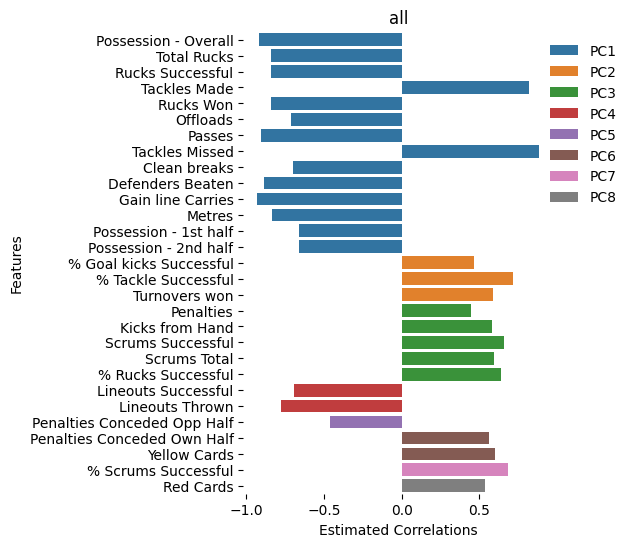 all
Possession - Overall
Total Rucks
Rucks Successful
Tackles Made
Rucks Won
Offloads
Passes
Tackles Missed
Clean breaks
Defenders Beaten
Gain line Carries
Metres
Possession - 1st half
Possession - 2nd half
% Goal kicks Successful
% Tackle Successful
Turnovers won
Penalties
Kicks from Hand
Scrums Successful
Scrums Total
% Rucks Successful
Lineouts Successful
Lineouts Thrown
Penalties Conceded Opp Half
Penalties Conceded Own Half
Yellow Cards
% Scrums Successful
Red Cards
Features
−1.0 −0.5 0.0 0.5
Estimated Correlations
PC1
PC2
PC3
PC4
PC5
PC6
PC7
PC8